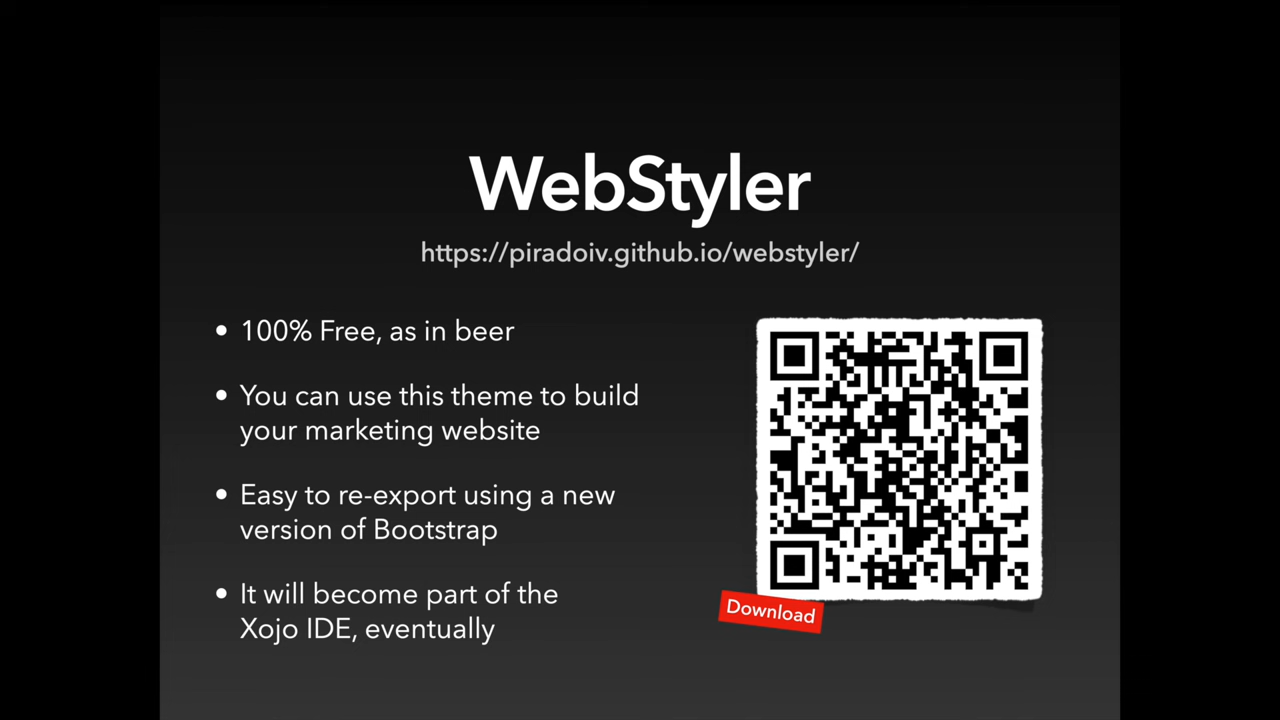 WebStyler
https://piradoiv.github.io/webstyler/
• 100% Free, as in beer
• You can use this theme to build
your marketing website
• Easy to re-export using a new
version of Bootstrap
• It will become part of the
Xojo IDE, eventually
Download